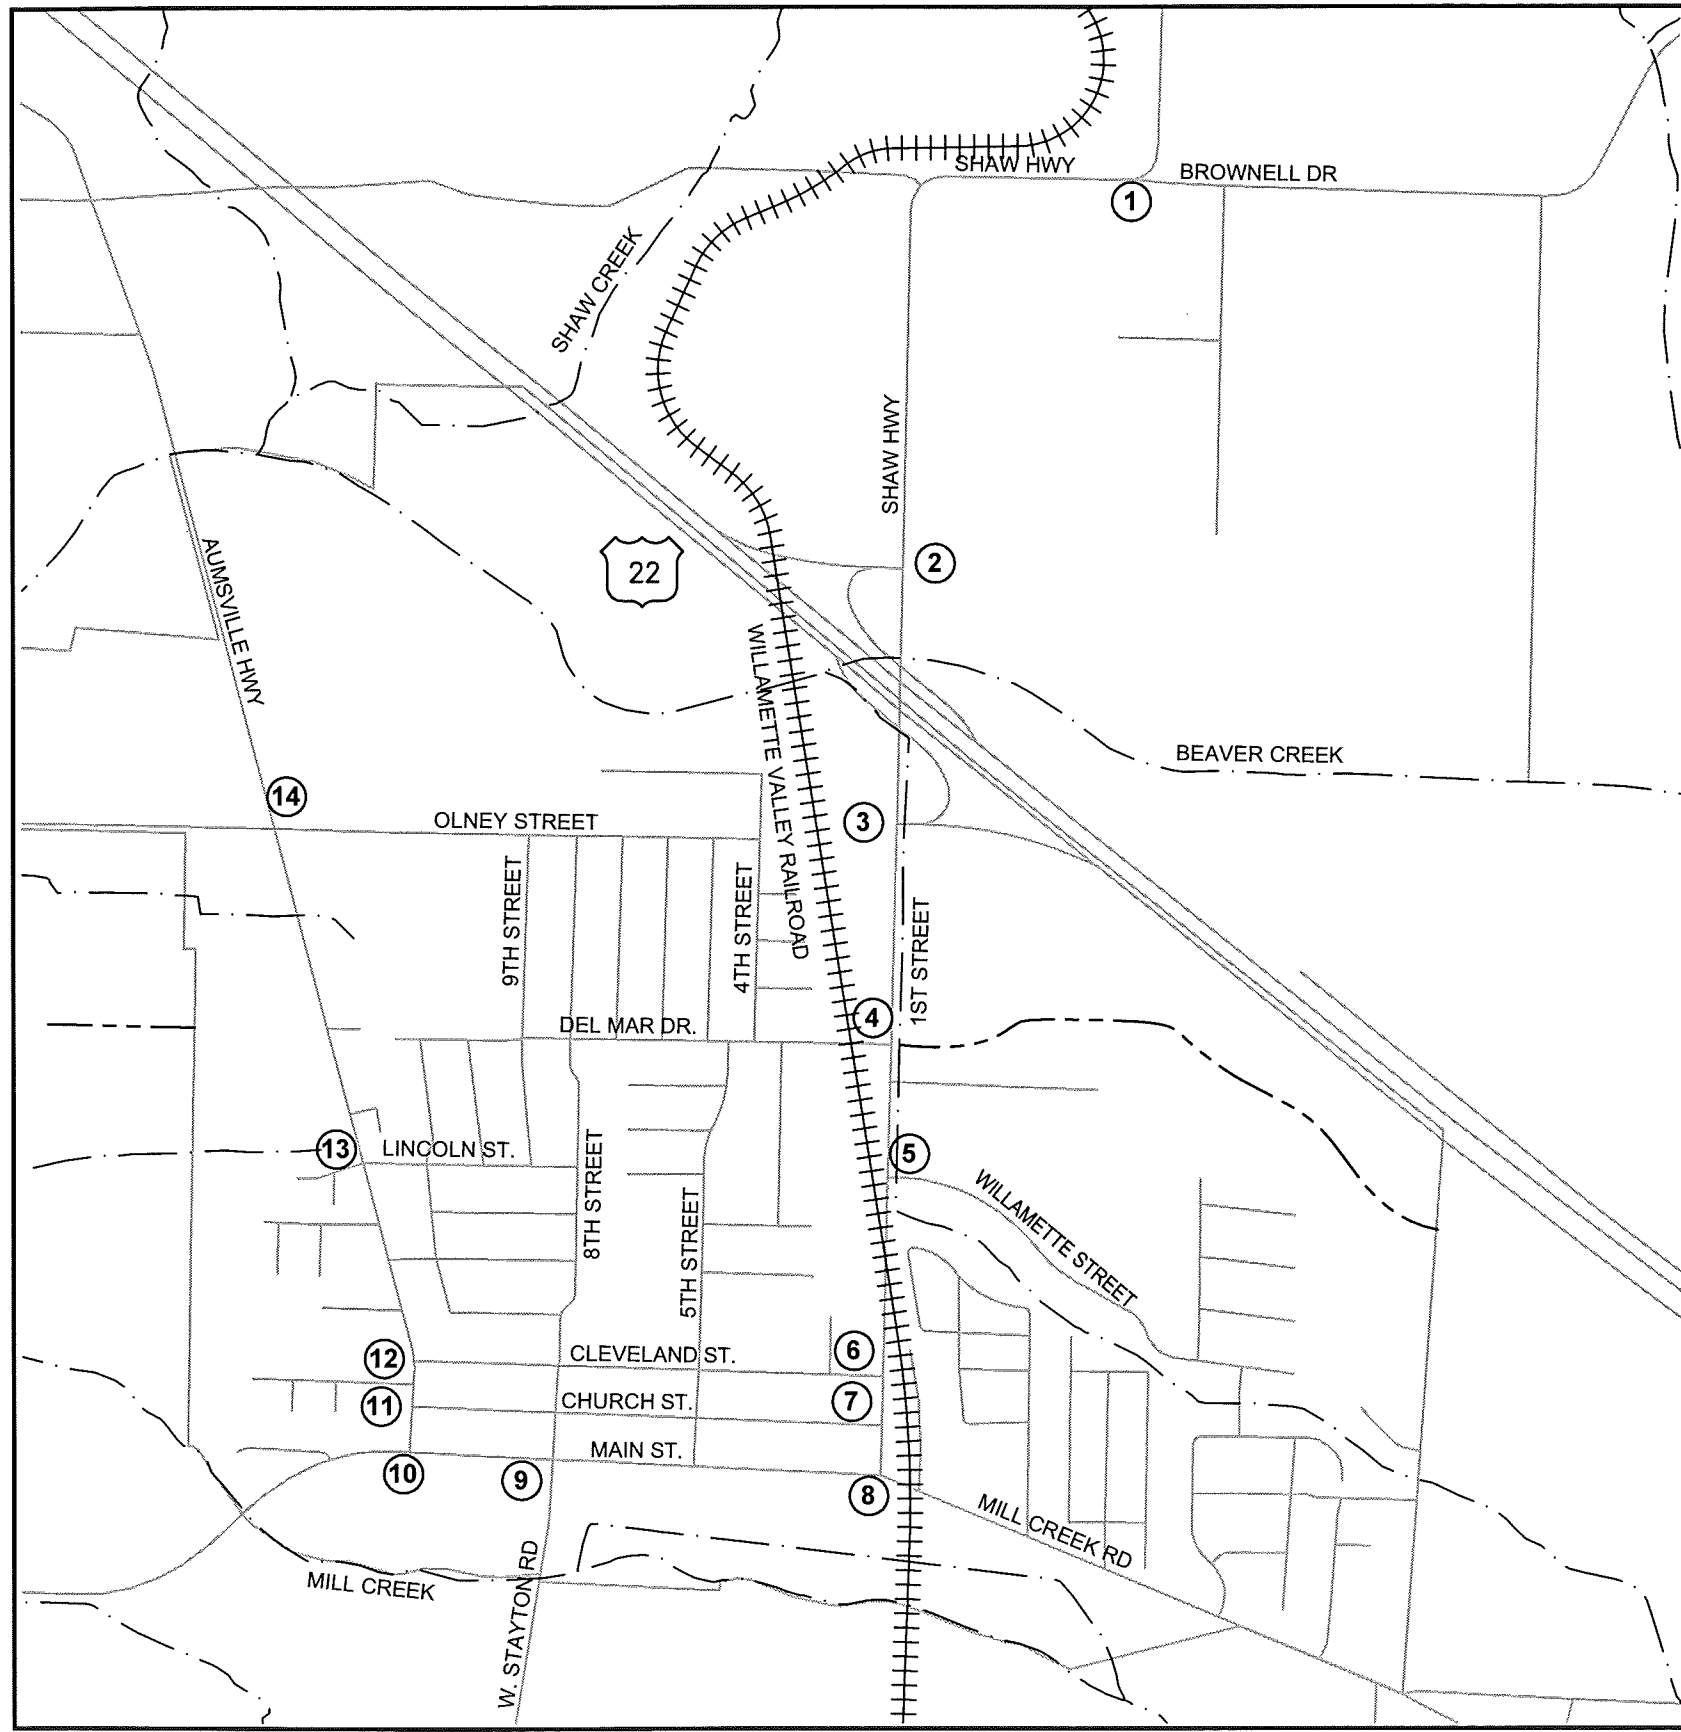 SHAW HWY
BROWNELL DR
1
SHAW CREEK
SHAW HWY
22
2
AUMSVILLE HWY
WILLAMETTE VALLEY RAILROAD
BEAVER CREEK
14
OLNEY STREET
3
9TH STREET
4TH STREET
1ST STREET
4
DEL MAR DR.
13
LINCOLN ST.
8TH STREET
5
WILLAMETTE STREET
5TH STREET
12
CLEVELAND ST.
6
11
CHURCH ST.
7
MAIN ST.
10
9
8
MILL CREEK RD
MILL CREEK
W. STAYTON RD